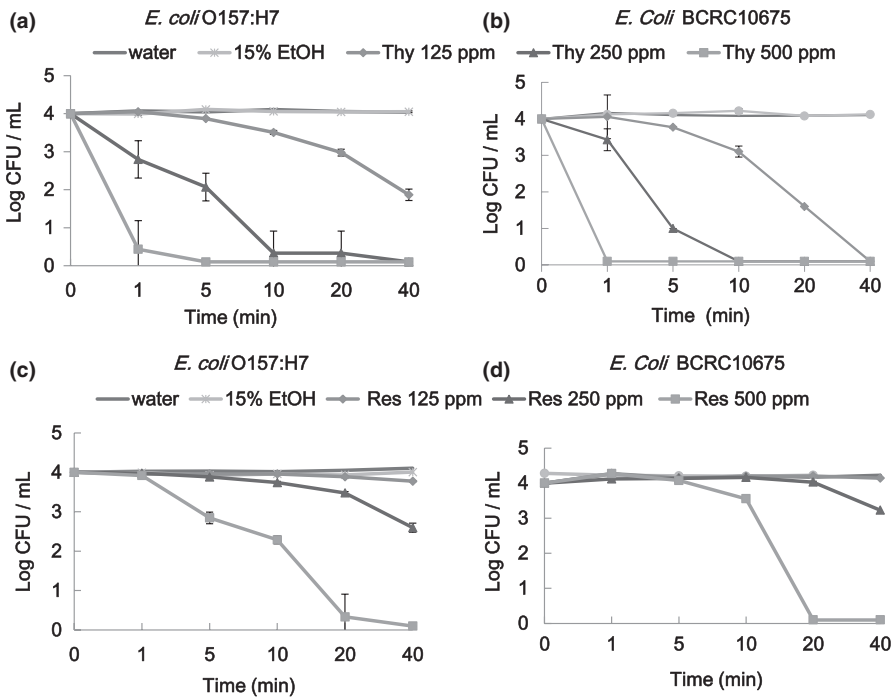 (a) E. coli O157:H7
(b) E. Coli BCRC10675
water 15% EtOH Thy 125 ppm Thy 250 ppm Thy 500 ppm
5
4
3
2
1
0
Log CFU / mL
0 1 5 10 20 40
Time (min)
5
4
3
2
1
0
Log CFU / mL
0 1 5 10 20 40
Time (min)
(c) E. coli O157:H7
(d) E. Coli BCRC10675
water 15% EtOH Res 125 ppm Res 250 ppm Res 500 ppm
5
4
3
2
1
0
Log CFU / mL
0 1 5 10 20 40
Time (min)
5
4
3
2
1
0
Log CFU / mL
0 1 5 10 20 40
Time (min)